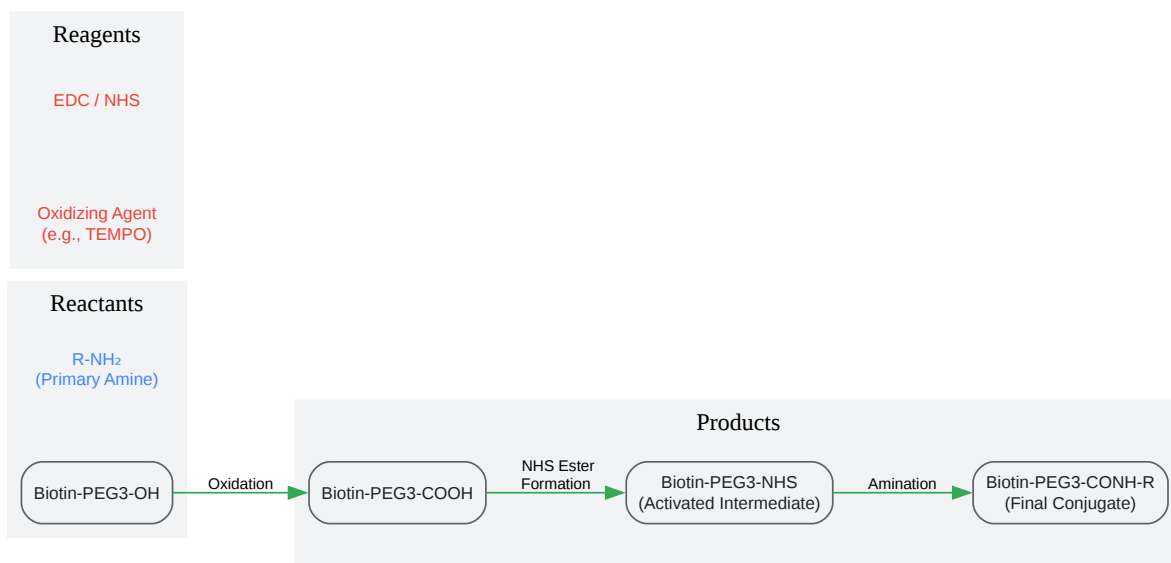 Reagents
EDC / NHS
Oxidizing Agent
(e.g., TEMPO)
Reactants
R-NH₂
(Primary Amine)
Biotin-PEG3-OH
Oxidation
Products
Biotin-PEG3-COOH
NHS Ester
Formation
Biotin-PEG3-NHS
(Activated Intermediate)
Amination
Biotin-PEG3-CONH-R
(Final Conjugate)